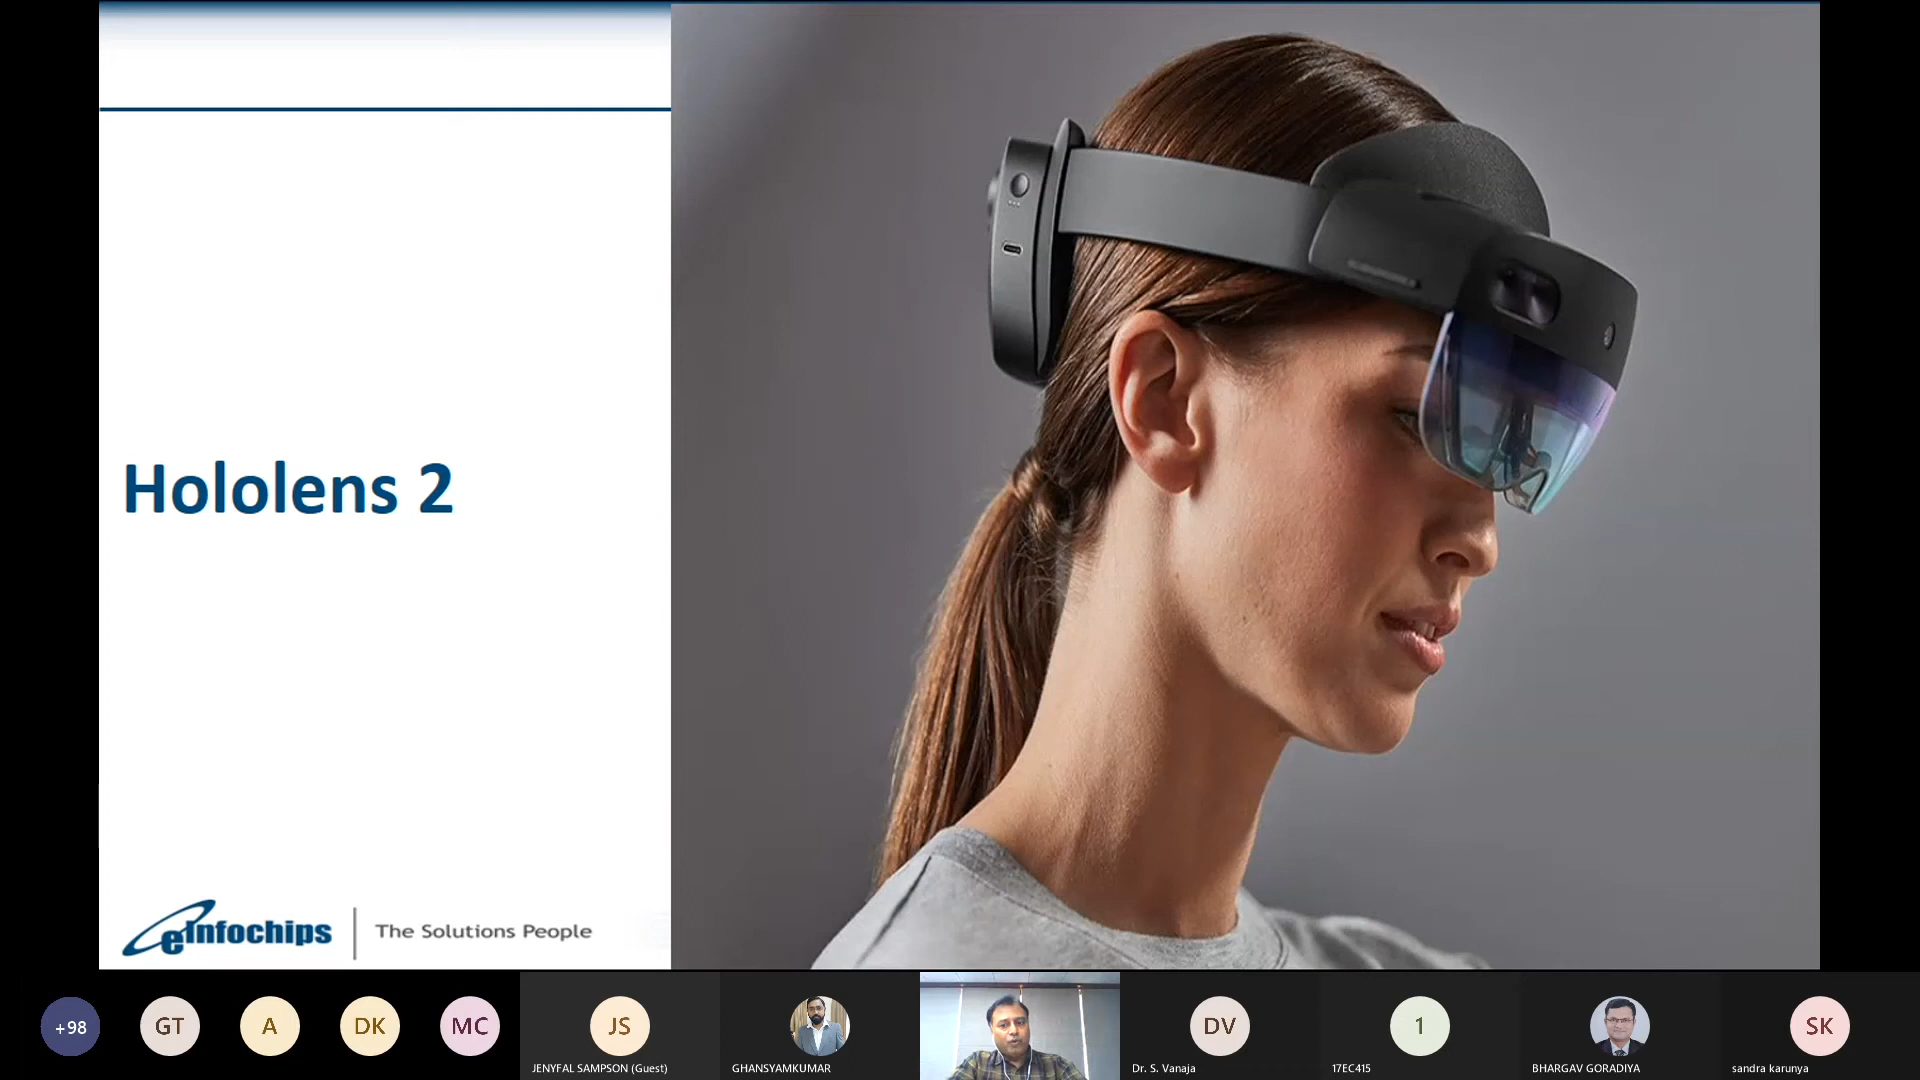 Hololens 2
eInfochips
The Solutions People
+98
GT
A
DK
MC
JS
JENYFAL SAMPSON (Guest)
GHANSYAMKUMAR
DV
Dr. S. Vanaja
1
17EC415
BHARGAV GORADIYA
SK
sandra karunya